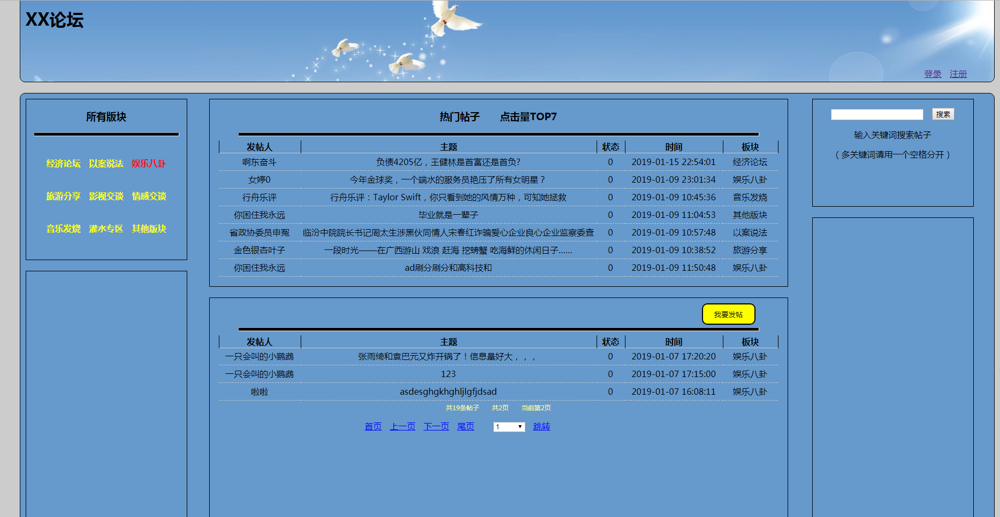 XX论坛
登录 注册
所有版块
经济论坛 以案说法 娱乐八卦
旅游分享 影视交谈 情感交谈
音乐发烧 灌水专区 其他版块
热门帖子 点击量TOP7
发帖人 主题 状态 时间 板块
啊东奋斗 负债4205亿，王健林是首富还是首负? 0 2019-01-15 22:54:01 经济论坛
女婷0 今年金球奖，一个端水的服务员艳压了所有女明星？ 0 2019-01-09 23:01:34 娱乐八卦
行舟乐评 行舟乐评：Taylor Swift，你只看到她的风情万种，可知她拯救 0 2019-01-09 10:45:36 音乐发烧
你困住我永远 毕业就是一辈子 0 2019-01-09 11:04:53 其他版块
省政协委员申冤 临汾中院院长书记周太生涉黑伙同情人宋春红诈骗爱心企业良心企业监察委查 0 2019-01-09 10:57:48 以案说法
金色银杏叶子 一段时光——在广西游山 戏浪 赶海 挖螃蟹 吃海鲜的休闲日子...... 0 2019-01-09 10:38:52 旅游分享
你困住我永远 ad刷分刷分和高科技和 0 2019-01-09 11:50:48 娱乐八卦
我要发帖
发帖人 主题 状态 时间 板块
一只会叫的小鹦鹉 张雨绮和袁巴元又炸开锅了！信息量好大，，， 0 2019-01-07 17:20:20 娱乐八卦
一只会叫的小鹦鹉 123 0 2019-01-07 17:15:00 娱乐八卦
啦啦 asdesghgkhghljlgfjdsad 0 2019-01-07 16:08:11 娱乐八卦
共19条帖子 共2页 当前第2页
首页 上一页 下一页 尾页 1 跳转
搜索
输入关键词搜索帖子
（多关键词请用一个空格分开）